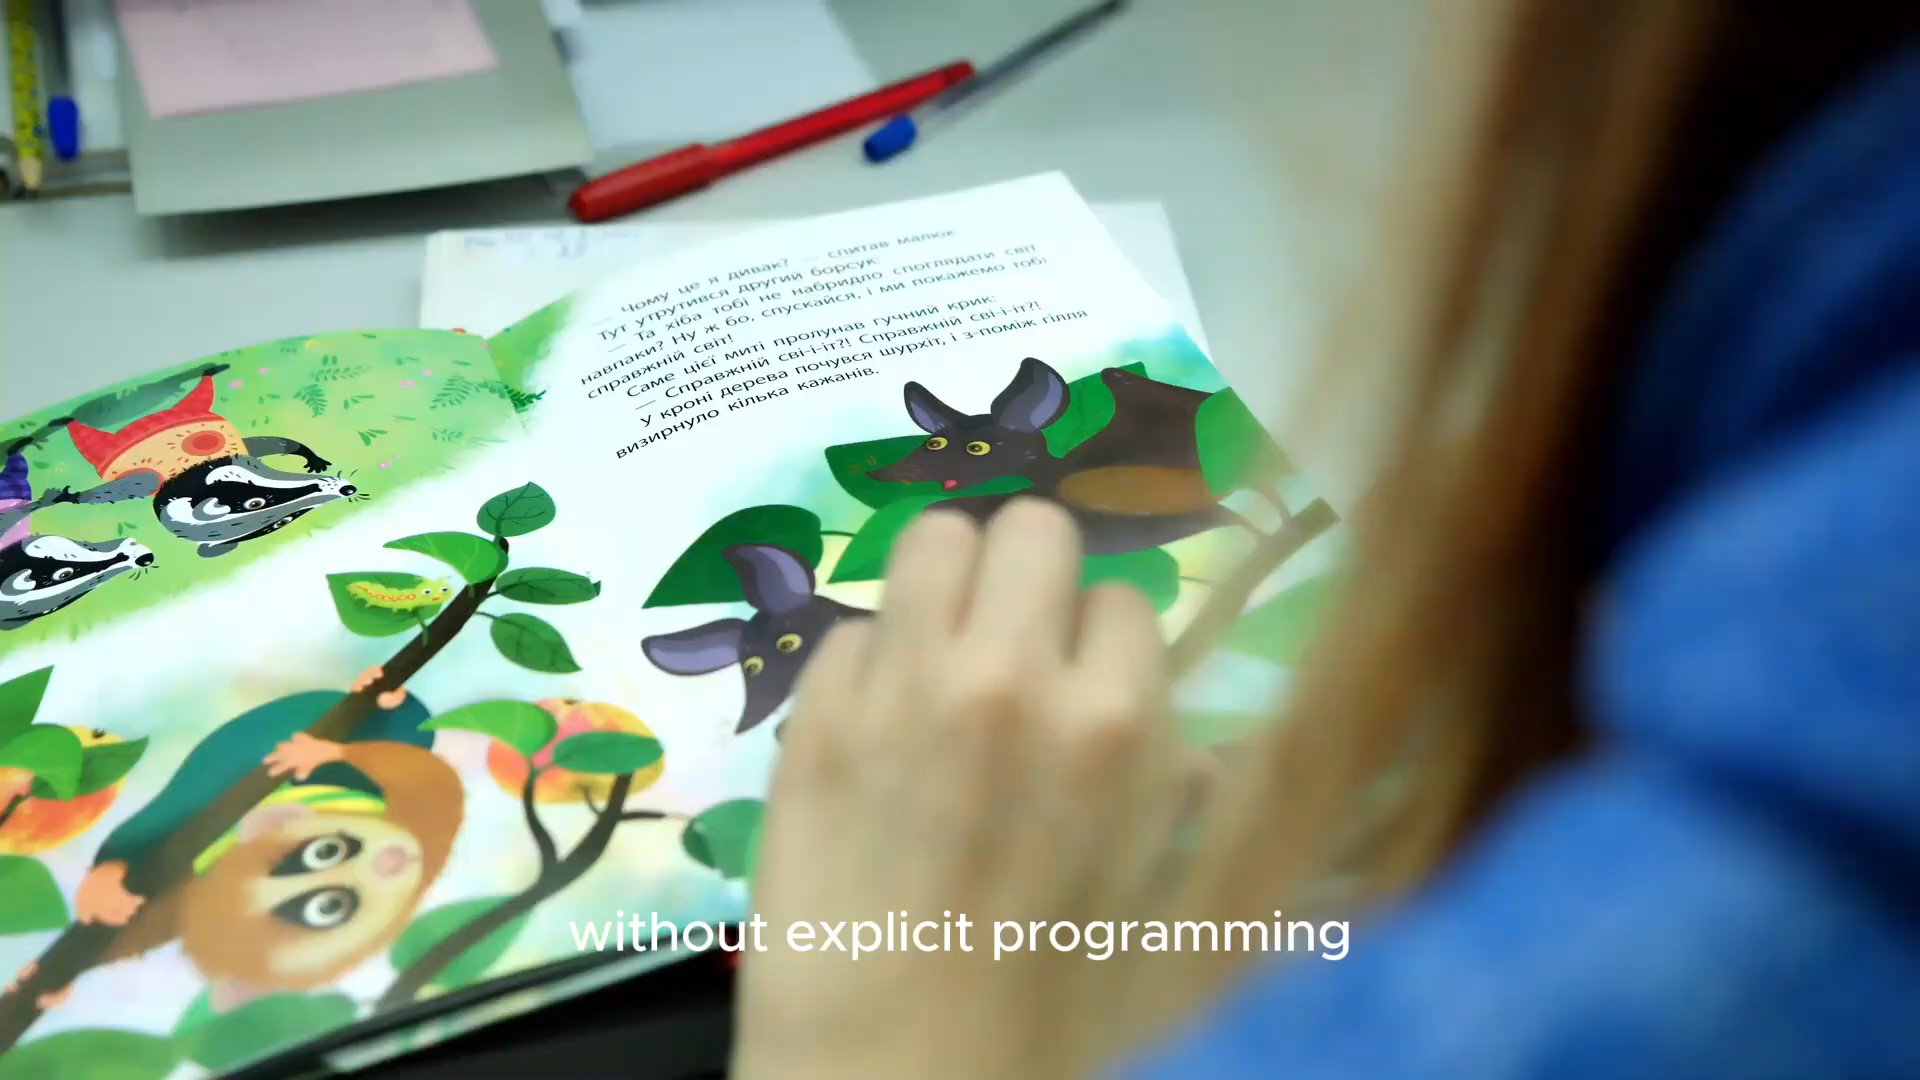 — Чому це я дивак? — спитав малюк
Тут утрутився другий борсук:
— Та хіба тобі не набридло споглядати світ
навпаки? Ну ж бо, спускайся, і ми покажемо тобі
справжній світ!
Саме цієї миті пролунав гучний крик:
— Справжній сві-і-іт?! Справжній сві-і-іт?!
У кроні дерева почувся шурхіт, і з-поміж гілля
визирнуло кілька кажанів.
without explicit programming